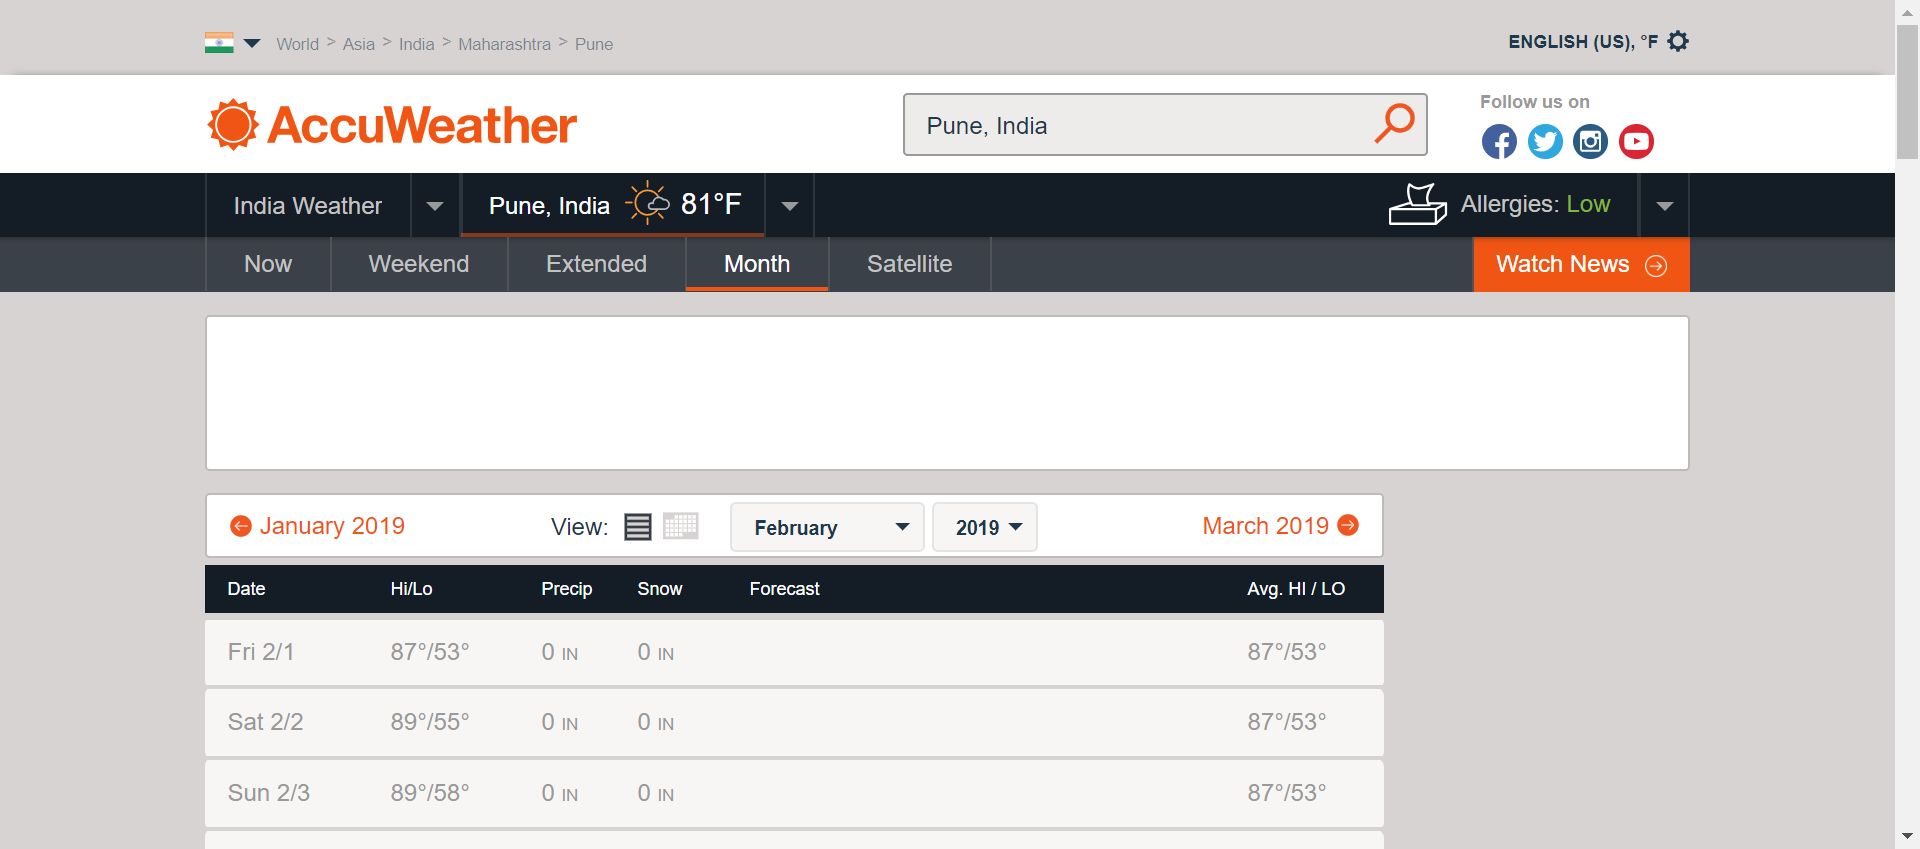 World > Asia > India > Maharashtra > Pune
ENGLISH (US), °F
AccuWeather
Pune, India
Follow us on
India Weather
Pune, India 81°F
Allergies: Low
Now
Weekend
Extended
Month
Satellite
Watch News
January 2019
View:
February
2019
March 2019
Date Hi/Lo Precip Snow Forecast Avg. HI / LO
Fri 2/1 87°/53° 0 IN 0 IN 87°/53°
Sat 2/2 89°/55° 0 IN 0 IN 87°/53°
Sun 2/3 89°/58° 0 IN 0 IN 87°/53°